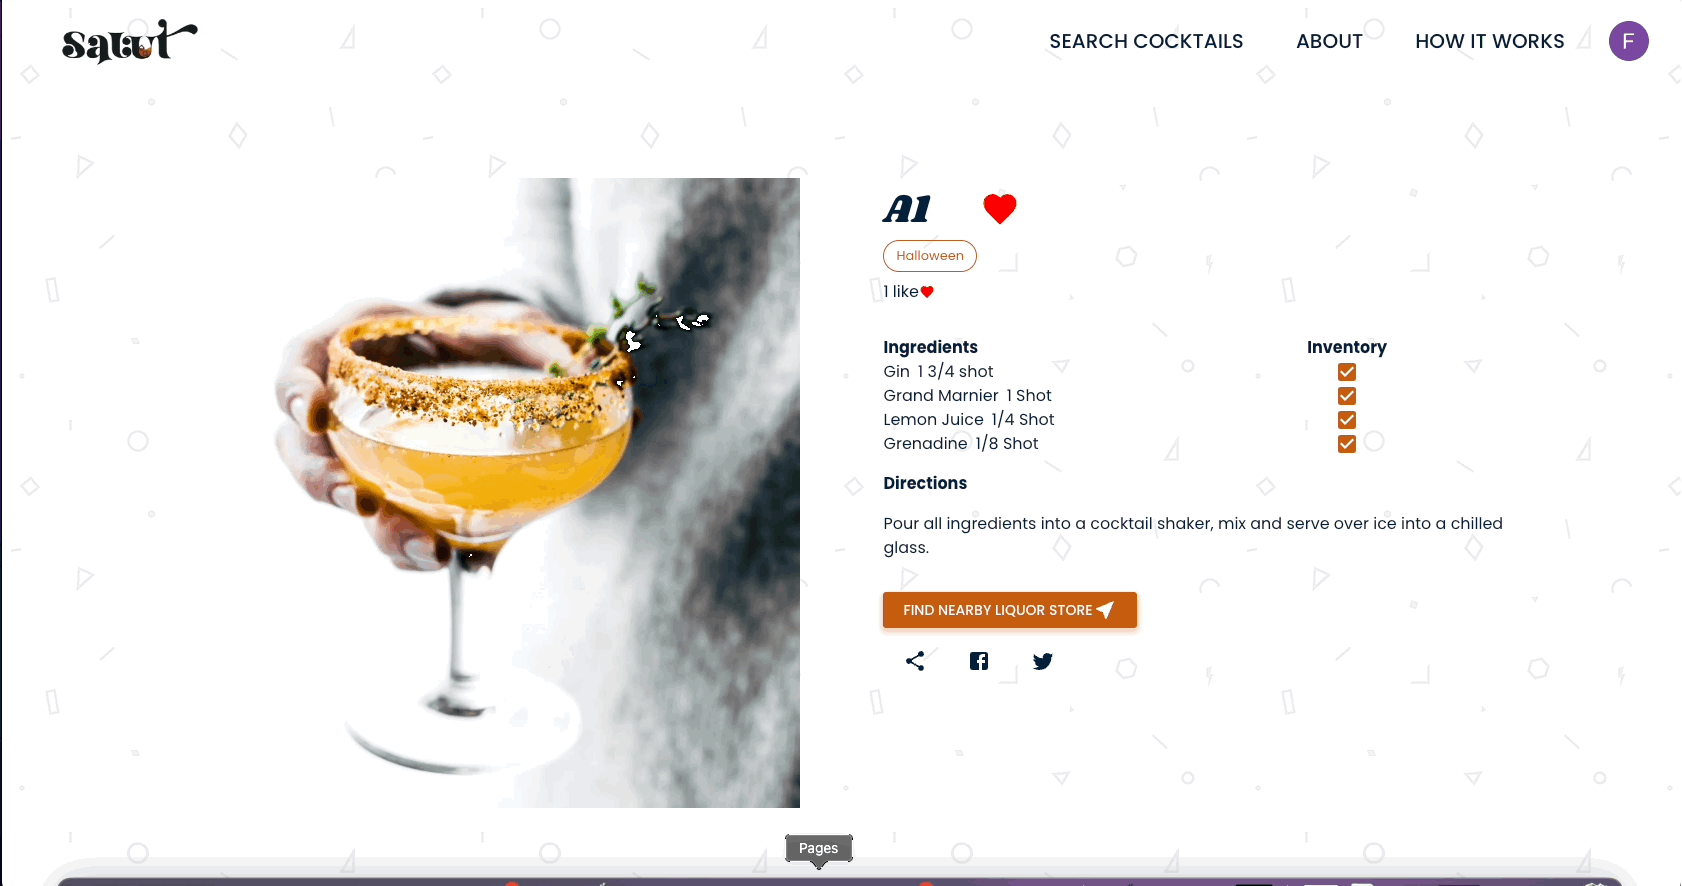 salut
SEARCH COCKTAILS
ABOUT
HOW IT WORKS
F
A1
Halloween
1 like
Ingredients
Inventory
Gin 1 3/4 shot
Grand Marnier 1 Shot
Lemon Juice 1/4 Shot
Grenadine 1/8 Shot
Directions
Pour all ingredients into a cocktail shaker, mix and serve over ice into a chilled
glass.
FIND NEARBY LIQUOR STORE
Pages